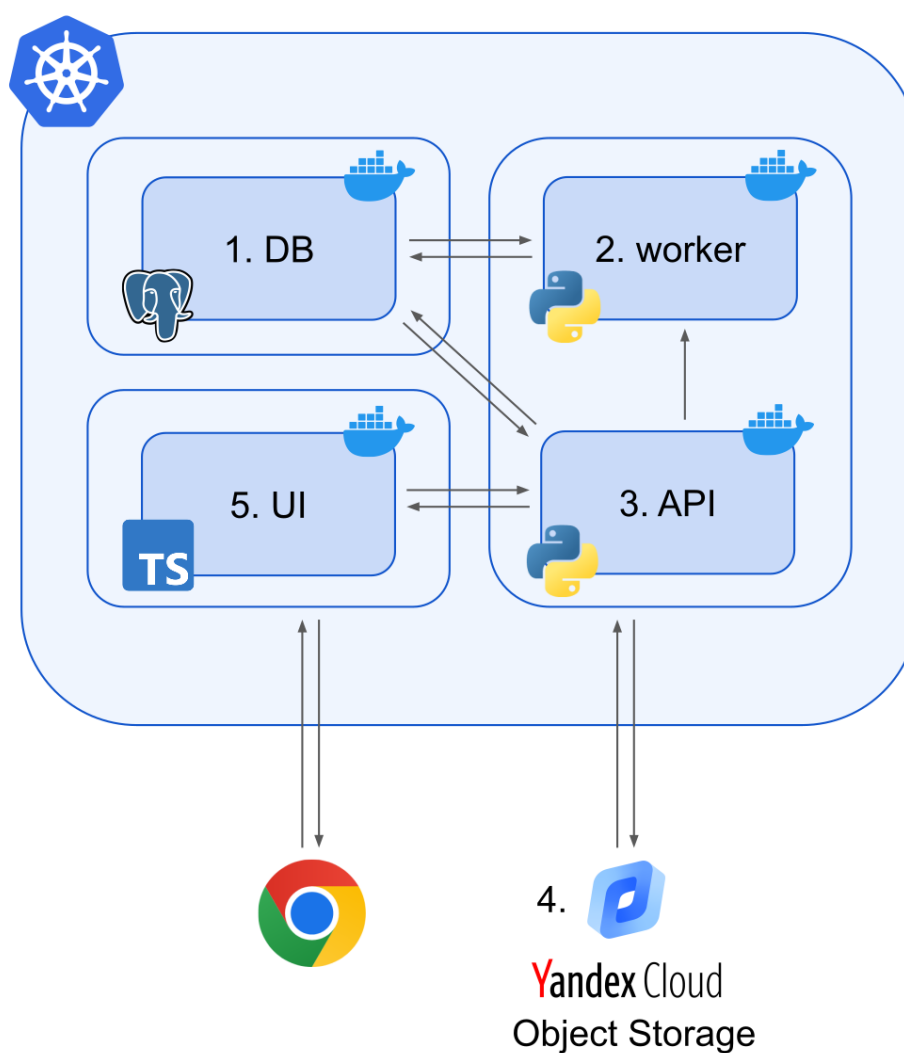 1. DB
2. worker
5. UI
3. API
TS
4.
Yandex Cloud
Object Storage